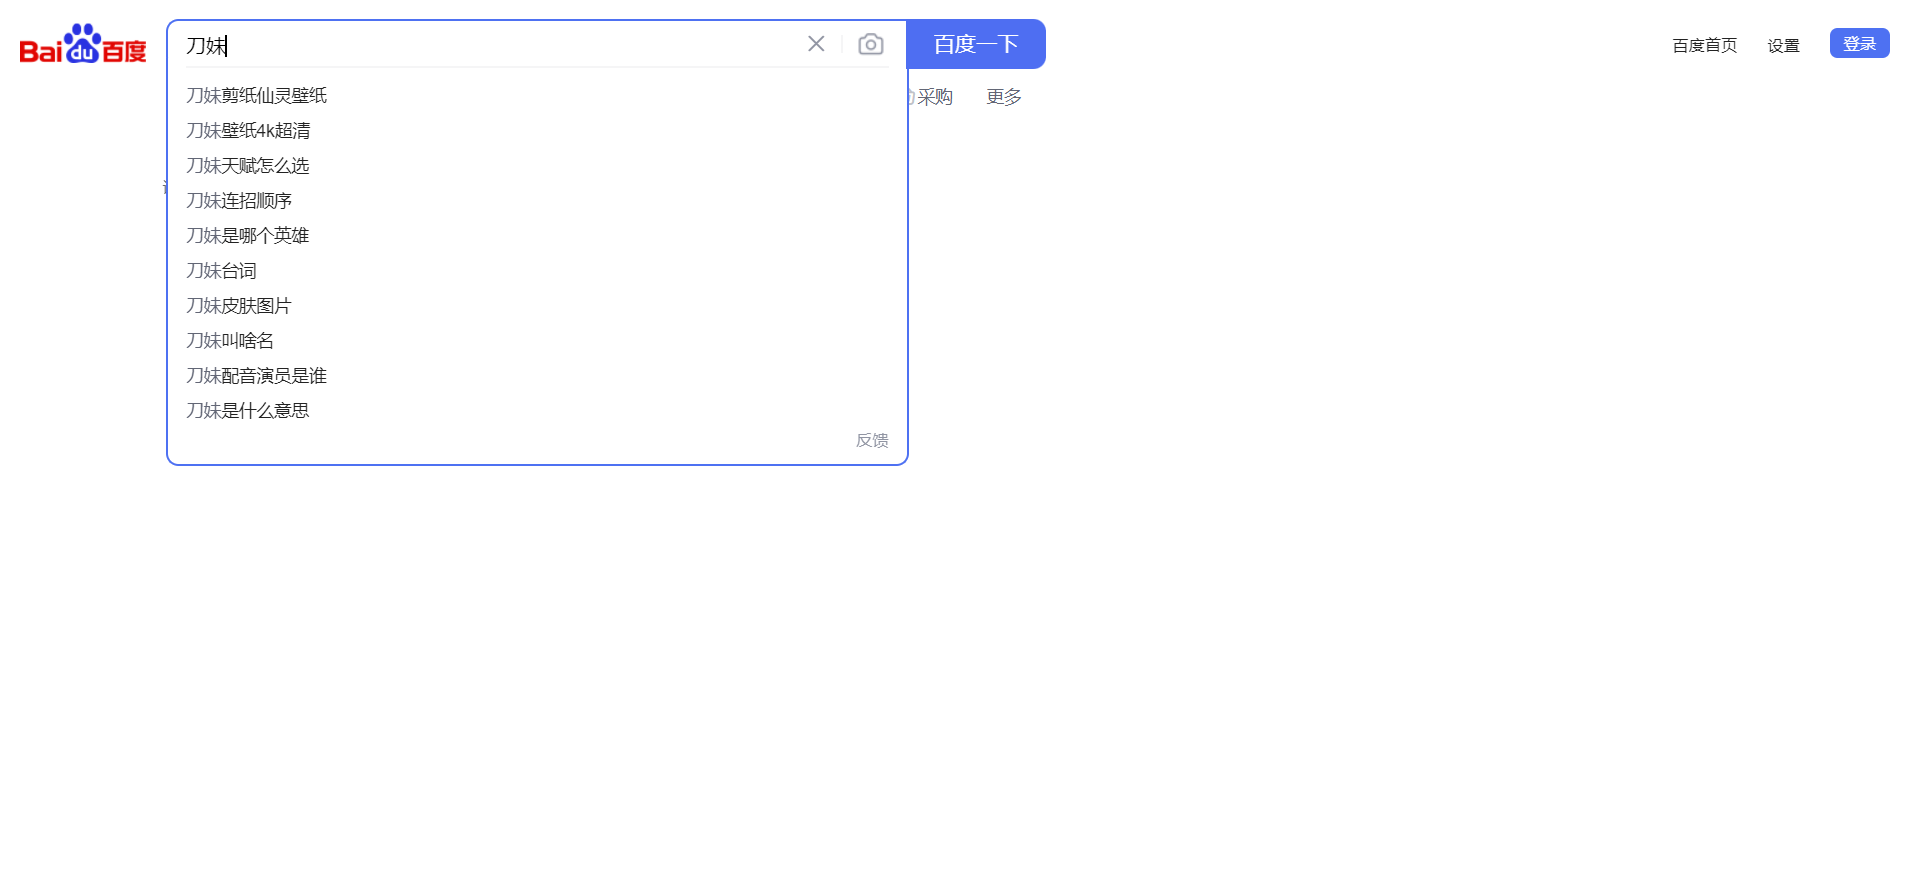 Bai du 百度
刀妹
百度一下
百度首页
设置
登录
采购
更多
刀妹剪纸仙灵壁纸
刀妹壁纸4k超清
刀妹天赋怎么选
刀妹连招顺序
刀妹是哪个英雄
刀妹台词
刀妹皮肤图片
刀妹叫啥名
刀妹配音演员是谁
刀妹是什么意思
反馈